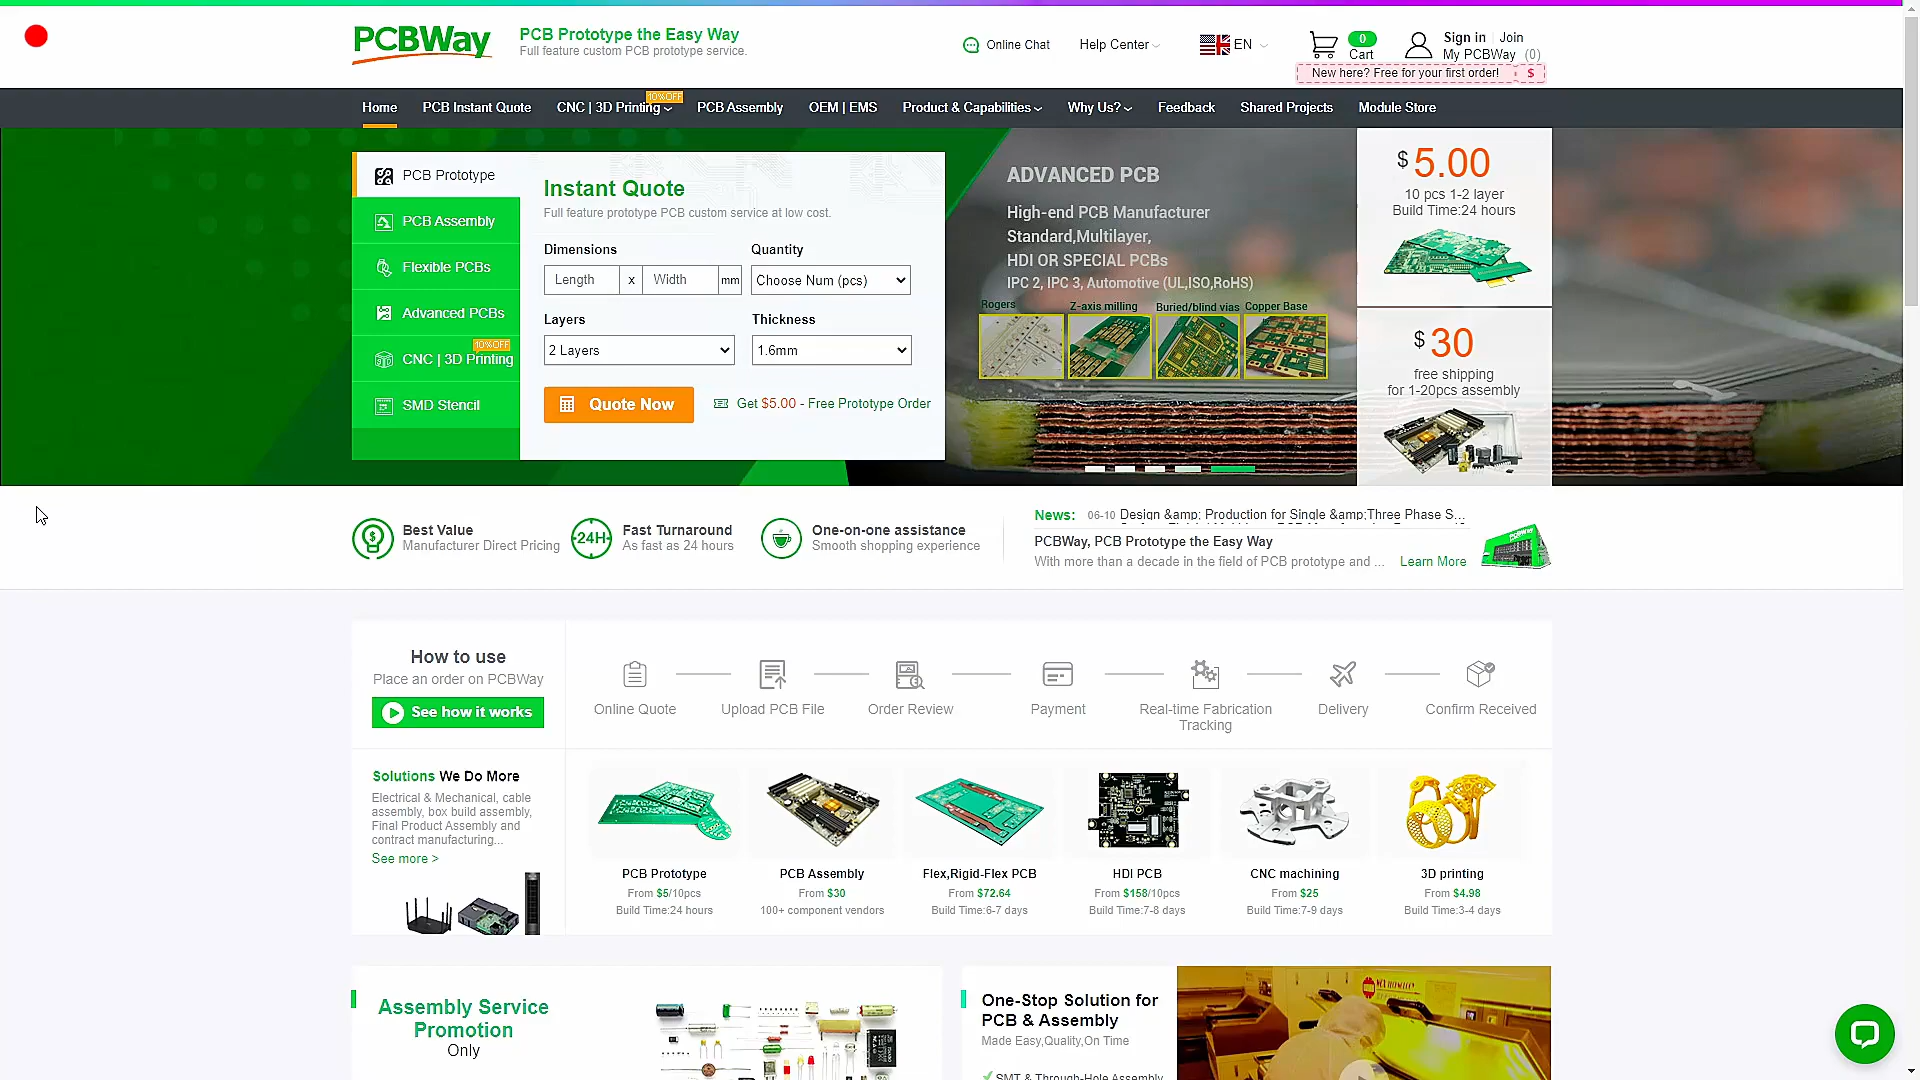 PCBWay
PCB Prototype the Easy Way
Full feature custom PCB prototype service.
Online Chat
Help Center
EN
0
Cart
Sign in
Join
My PCBWay (0)
New here? Free for your first order!
$
Home
PCB Instant Quote
CNC | 3D Printing
10%OFF
PCB Assembly
OEM | EMS
Product & Capabilities
Why Us?
Feedback
Shared Projects
Module Store
PCB Prototype
PCB Assembly
Flexible PCBs
Advanced PCBs
10%OFF
CNC | 3D Printing
SMD Stencil
Instant Quote
Full feature prototype PCB custom service at low cost.
Dimensions
Quantity
Length
x
Width
mm
Choose Num (pcs)
Layers
Thickness
2 Layers
1.6mm
Quote Now
Get $5.00 - Free Prototype Order
ADVANCED PCB
High-end PCB Manufacturer
Standard,Multilayer,
HDI OR SPECIAL PCBs
IPC 2, IPC 3, Automotive (UL,ISO,RoHS)
Rogers
Z-axis milling
Buried/blind vias
Copper Base
$ 5.00
10 pcs 1-2 layer
Build Time:24 hours
$ 30
free shipping
for 1-20pcs assembly
Best Value
Manufacturer Direct Pricing
24H
Fast Turnaround
As fast as 24 hours
One-on-one assistance
Smooth shopping experience
News:
06-10
Design &amp; Production for Single &amp;Three Phase S...
PCBWay, PCB Prototype the Easy Way
With more than a decade in the field of PCB prototype and ...
Learn More
How to use
Place an order on PCBWay
See how it works
Online Quote
Upload PCB File
Order Review
Payment
Real-time Fabrication
Tracking
Delivery
Confirm Received
Solutions We Do More
Electrical & Mechanical, cable
assembly, box build assembly,
Final Product Assembly and
contract manufacturing...
See more >
PCB Prototype
From $5/10pcs
Build Time:24 hours
PCB Assembly
From $30
100+ component vendors
Flex,Rigid-Flex PCB
From $72.64
Build Time:6-7 days
HDI PCB
From $158/10pcs
Build Time:7-8 days
CNC machining
From $25
Build Time:7-9 days
3D printing
From $4.98
Build Time:3-4 days
Assembly Service
Promotion
Only
One-Stop Solution for
PCB & Assembly
Made Easy,Quality,On Time
SMT & Through-Hole Assembly